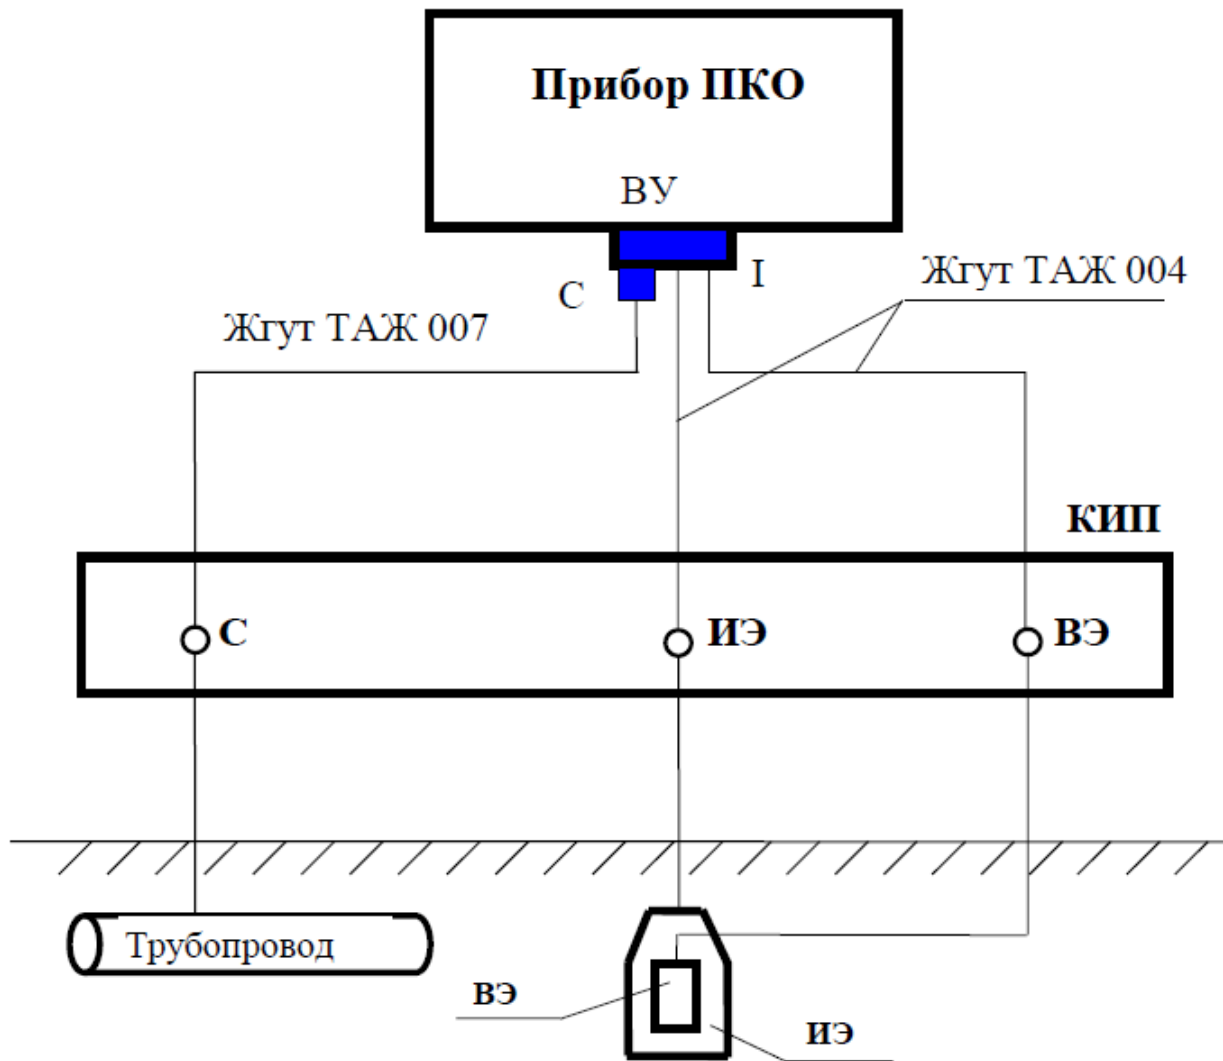 Прибор ПКО
ВУ
С
I
Жгут ТАЖ 004
Жгут ТАЖ 007
КИП
С
ИЭ
ВЭ
Трубопровод
ВЭ
ИЭ